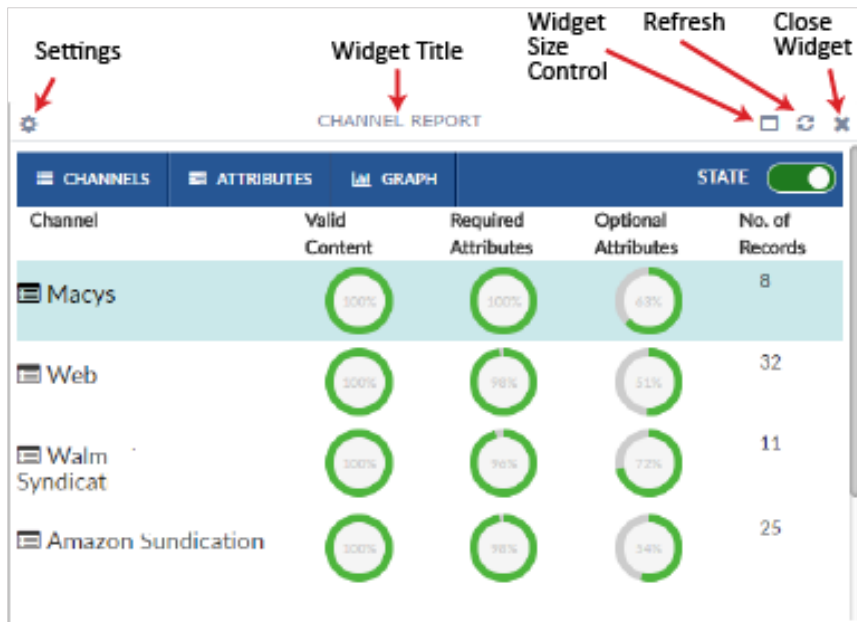 Settings
Widget Title
Widget
Size
Control
Refresh
Close
Widget
CHANNEL REPORT
CHANNELS ATTRIBUTES GRAPH STATE
Channel Valid Required Optional No. of
Content Attributes Attributes Records
Macys 100% 100% 63% 8
Web 100% 98% 51% 32
Walm 100% 96% 72% 11
Syndicat
Amazon Sundication 100% 98% 54% 25